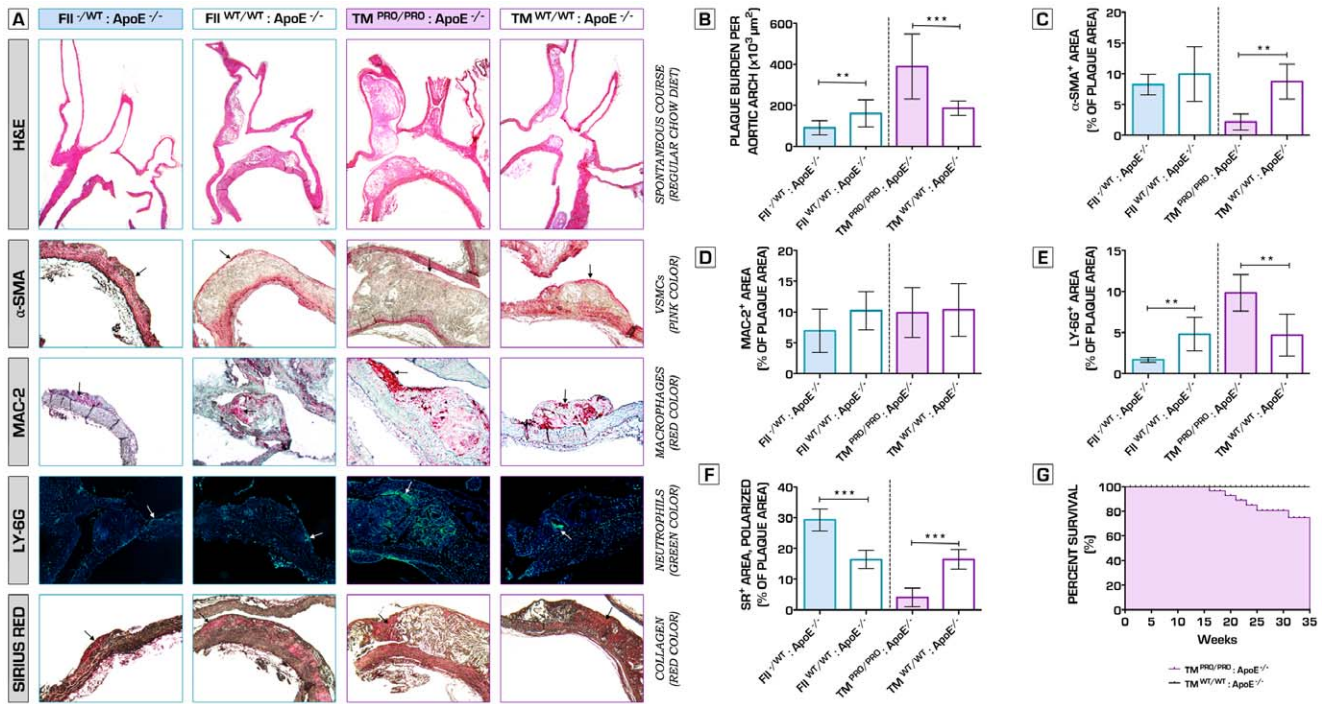 A
FII -/WT : ApoE -/-
FII WT/WT : ApoE -/-
TM PRO/PRO : ApoE -/-
TM WT/WT : ApoE -/-
H&E
SPONTANEOUS COURSE
(REGULAR CHOW DIET)
α-SMA
VSMCs
(PINK COLOR)
MAC-2
MACROPHAGES
(RED COLOR)
LY-6G
NEUTROPHILS
(GREEN COLOR)
SIRIUS RED
COLLAGEN
(RED COLOR)
B
PLAQUE BURDEN PER
AORTIC ARCH [x10³ µm²]
600
400
200
0
**
***
FII -/WT : ApoE-/-
FII WT/WT : ApoE-/-
TM PRO/PRO : ApoE-/-
TM WT/WT : ApoE-/-
C
α-SMA+ AREA
[% OF PLAQUE AREA]
20
15
10
5
0
**
FII -/WT : ApoE-/-
FII WT/WT : ApoE-/-
TM PRO/PRO : ApoE-/-
TM WT/WT : ApoE-/-
D
MAC-2+ AREA
[% OF PLAQUE AREA]
20
15
10
5
0
FII -/WT : ApoE-/-
FII WT/WT : ApoE-/-
TM PRO/PRO : ApoE-/-
TM WT/WT : ApoE-/-
E
LY-6G+ AREA
[% OF PLAQUE AREA]
15
10
5
0
**
**
FII -/WT : ApoE-/-
FII WT/WT : ApoE-/-
TM PRO/PRO : ApoE-/-
TM WT/WT : ApoE-/-
F
SR+ AREA, POLARIZED
[% OF PLAQUE AREA]
40
30
20
10
0
***
***
FII -/WT : ApoE-/-
FII WT/WT : ApoE-/-
TM PRO/PRO : ApoE-/-
TM WT/WT : ApoE-/-
G
PERCENT SURVIVAL
[%]
100
80
60
40
20
0
0 5 10 15 20 25 30 35
Weeks
TM PRO/PRO : ApoE-/-
TM WT/WT : ApoE-/-